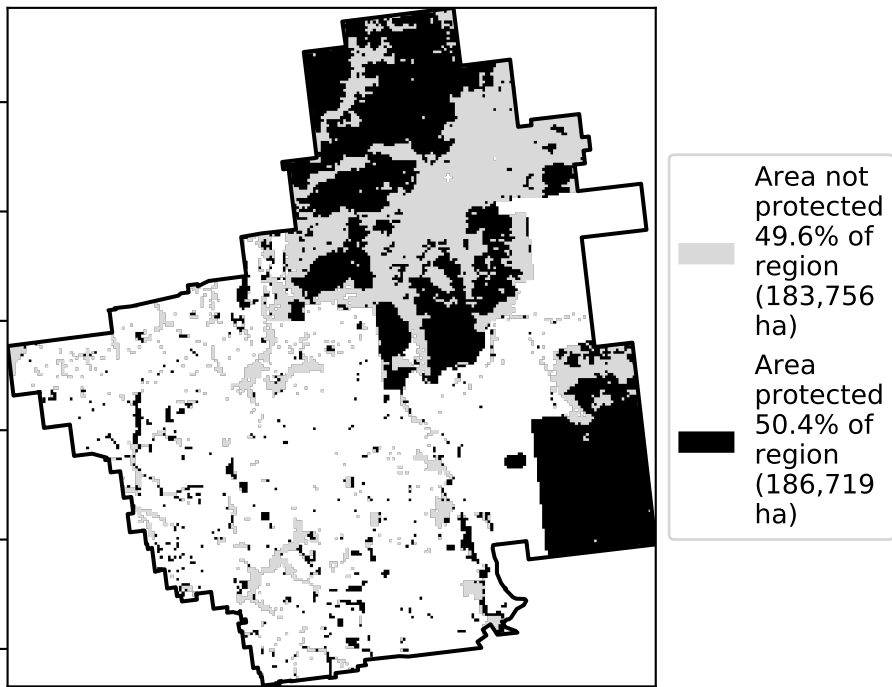 Area not
protected
49.6% of
region
(183,756
ha)
Area
protected
50.4% of
region
(186,719
ha)